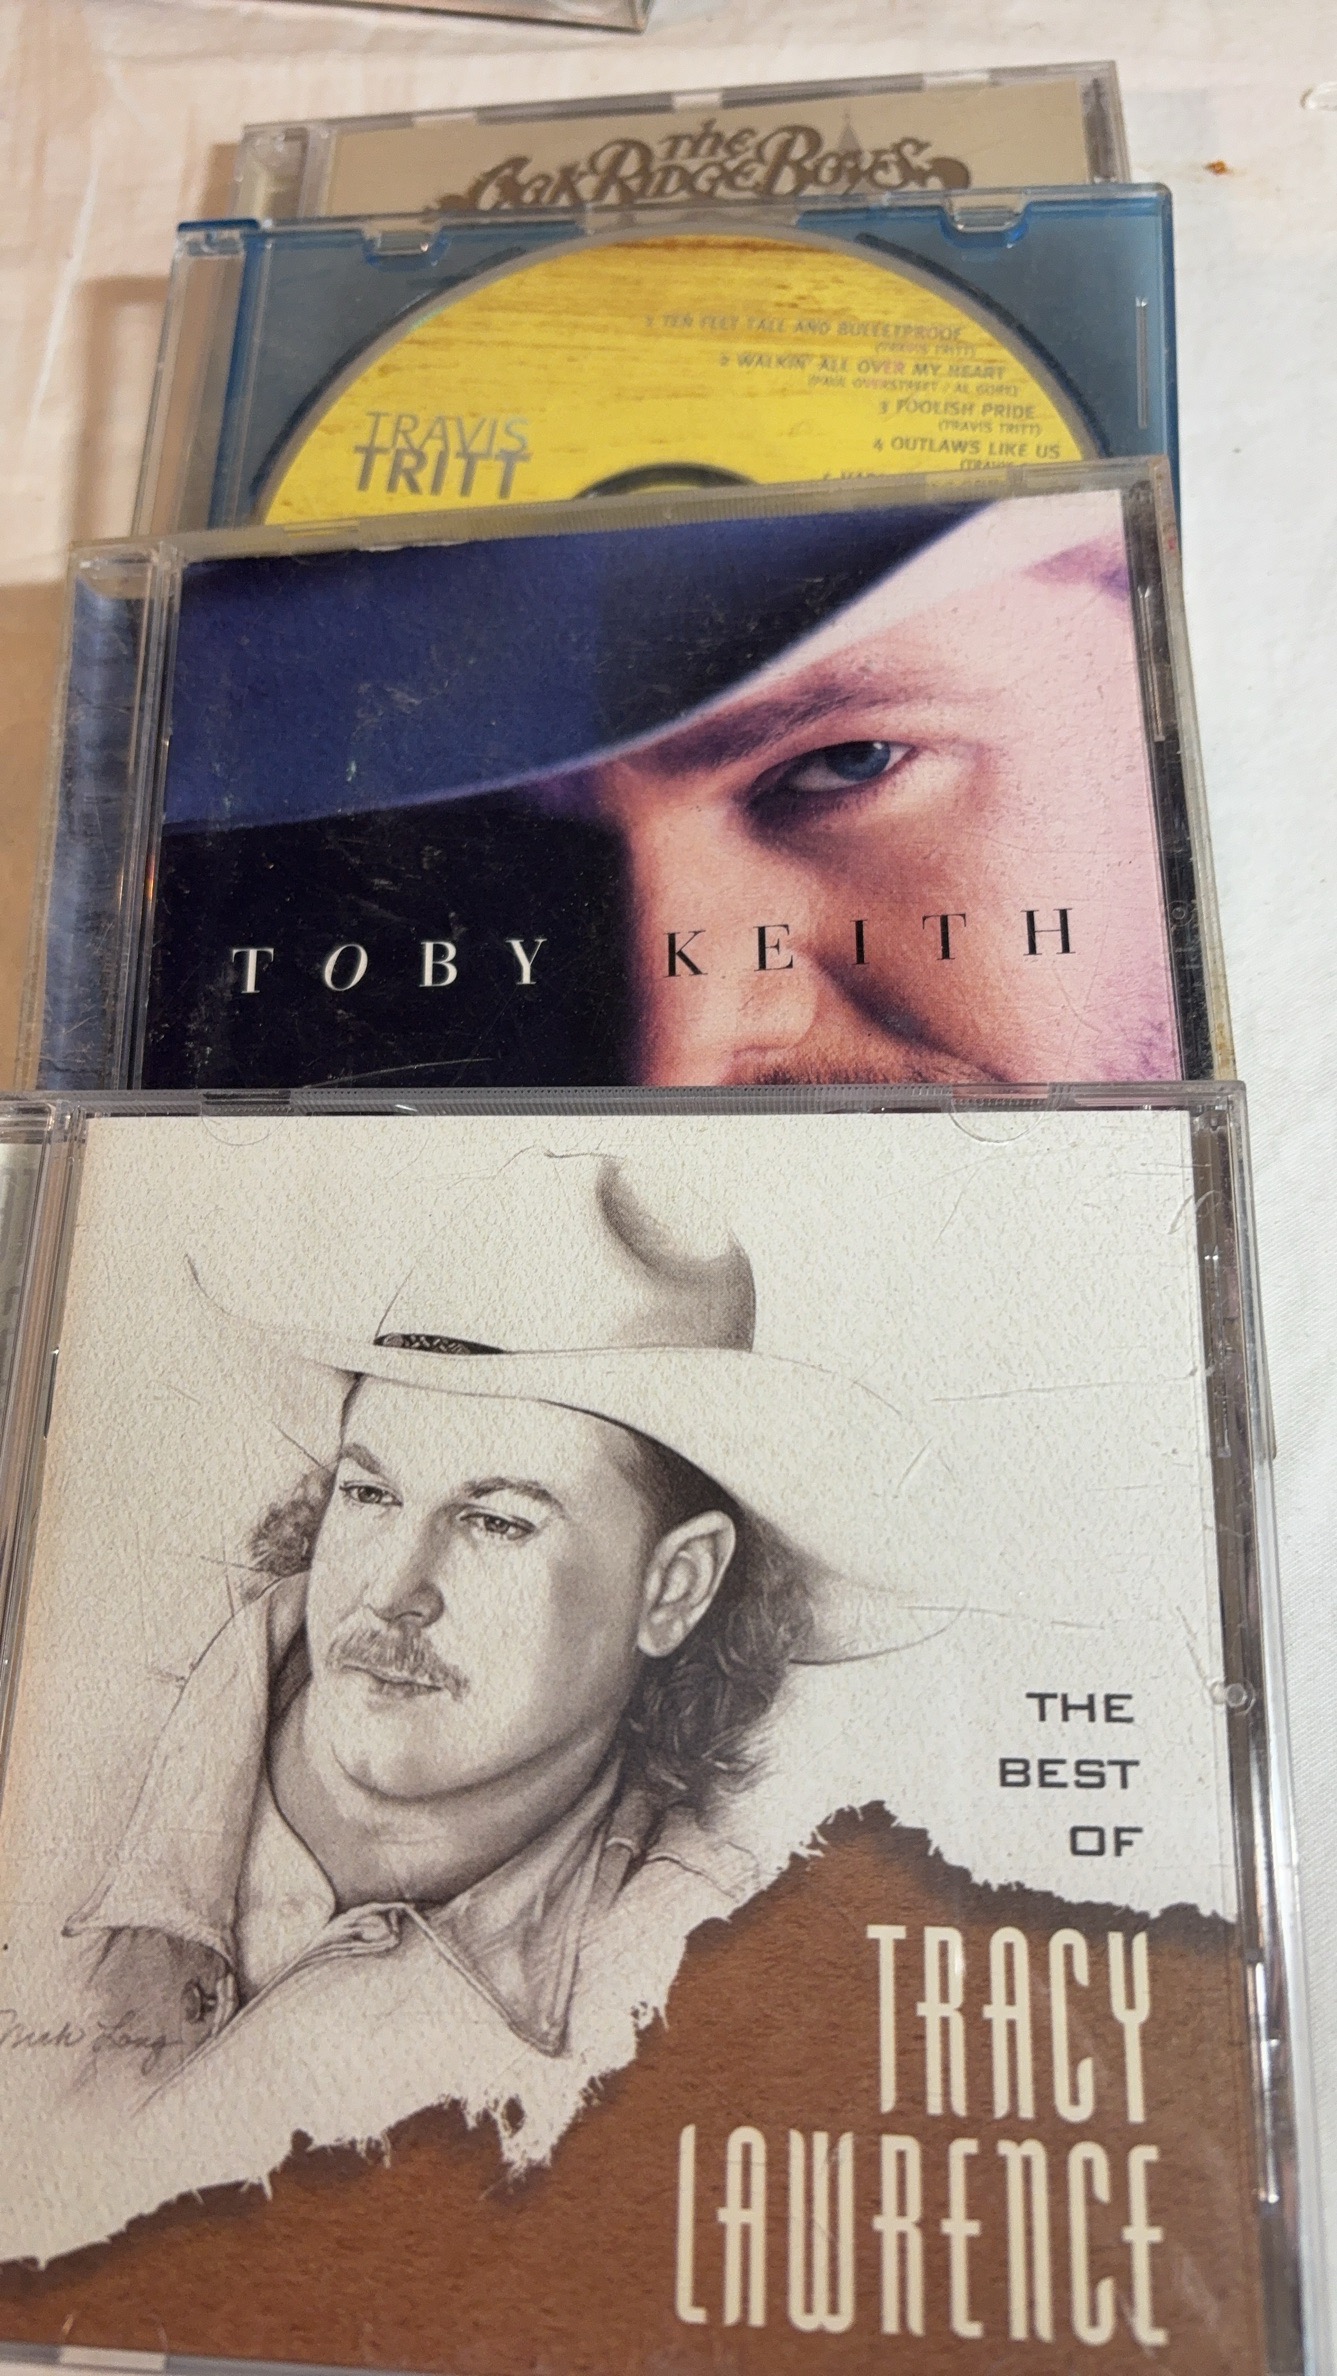 THE
OAK RIDGE BOYS
1 TEN FEET TALL AND BULLETPROOF
(TRAVIS TRITT)
2 WALKIN' ALL OVER MY HEART
(PAUL OVERSTREET / AL GORE)
3 FOOLISH PRIDE
(TRAVIS TRITT)
4 OUTLAWS LIKE US
TRAVIS
TRITT
TOBY KEITH
THE
BEST
OF
TRACY
LAWRENCE